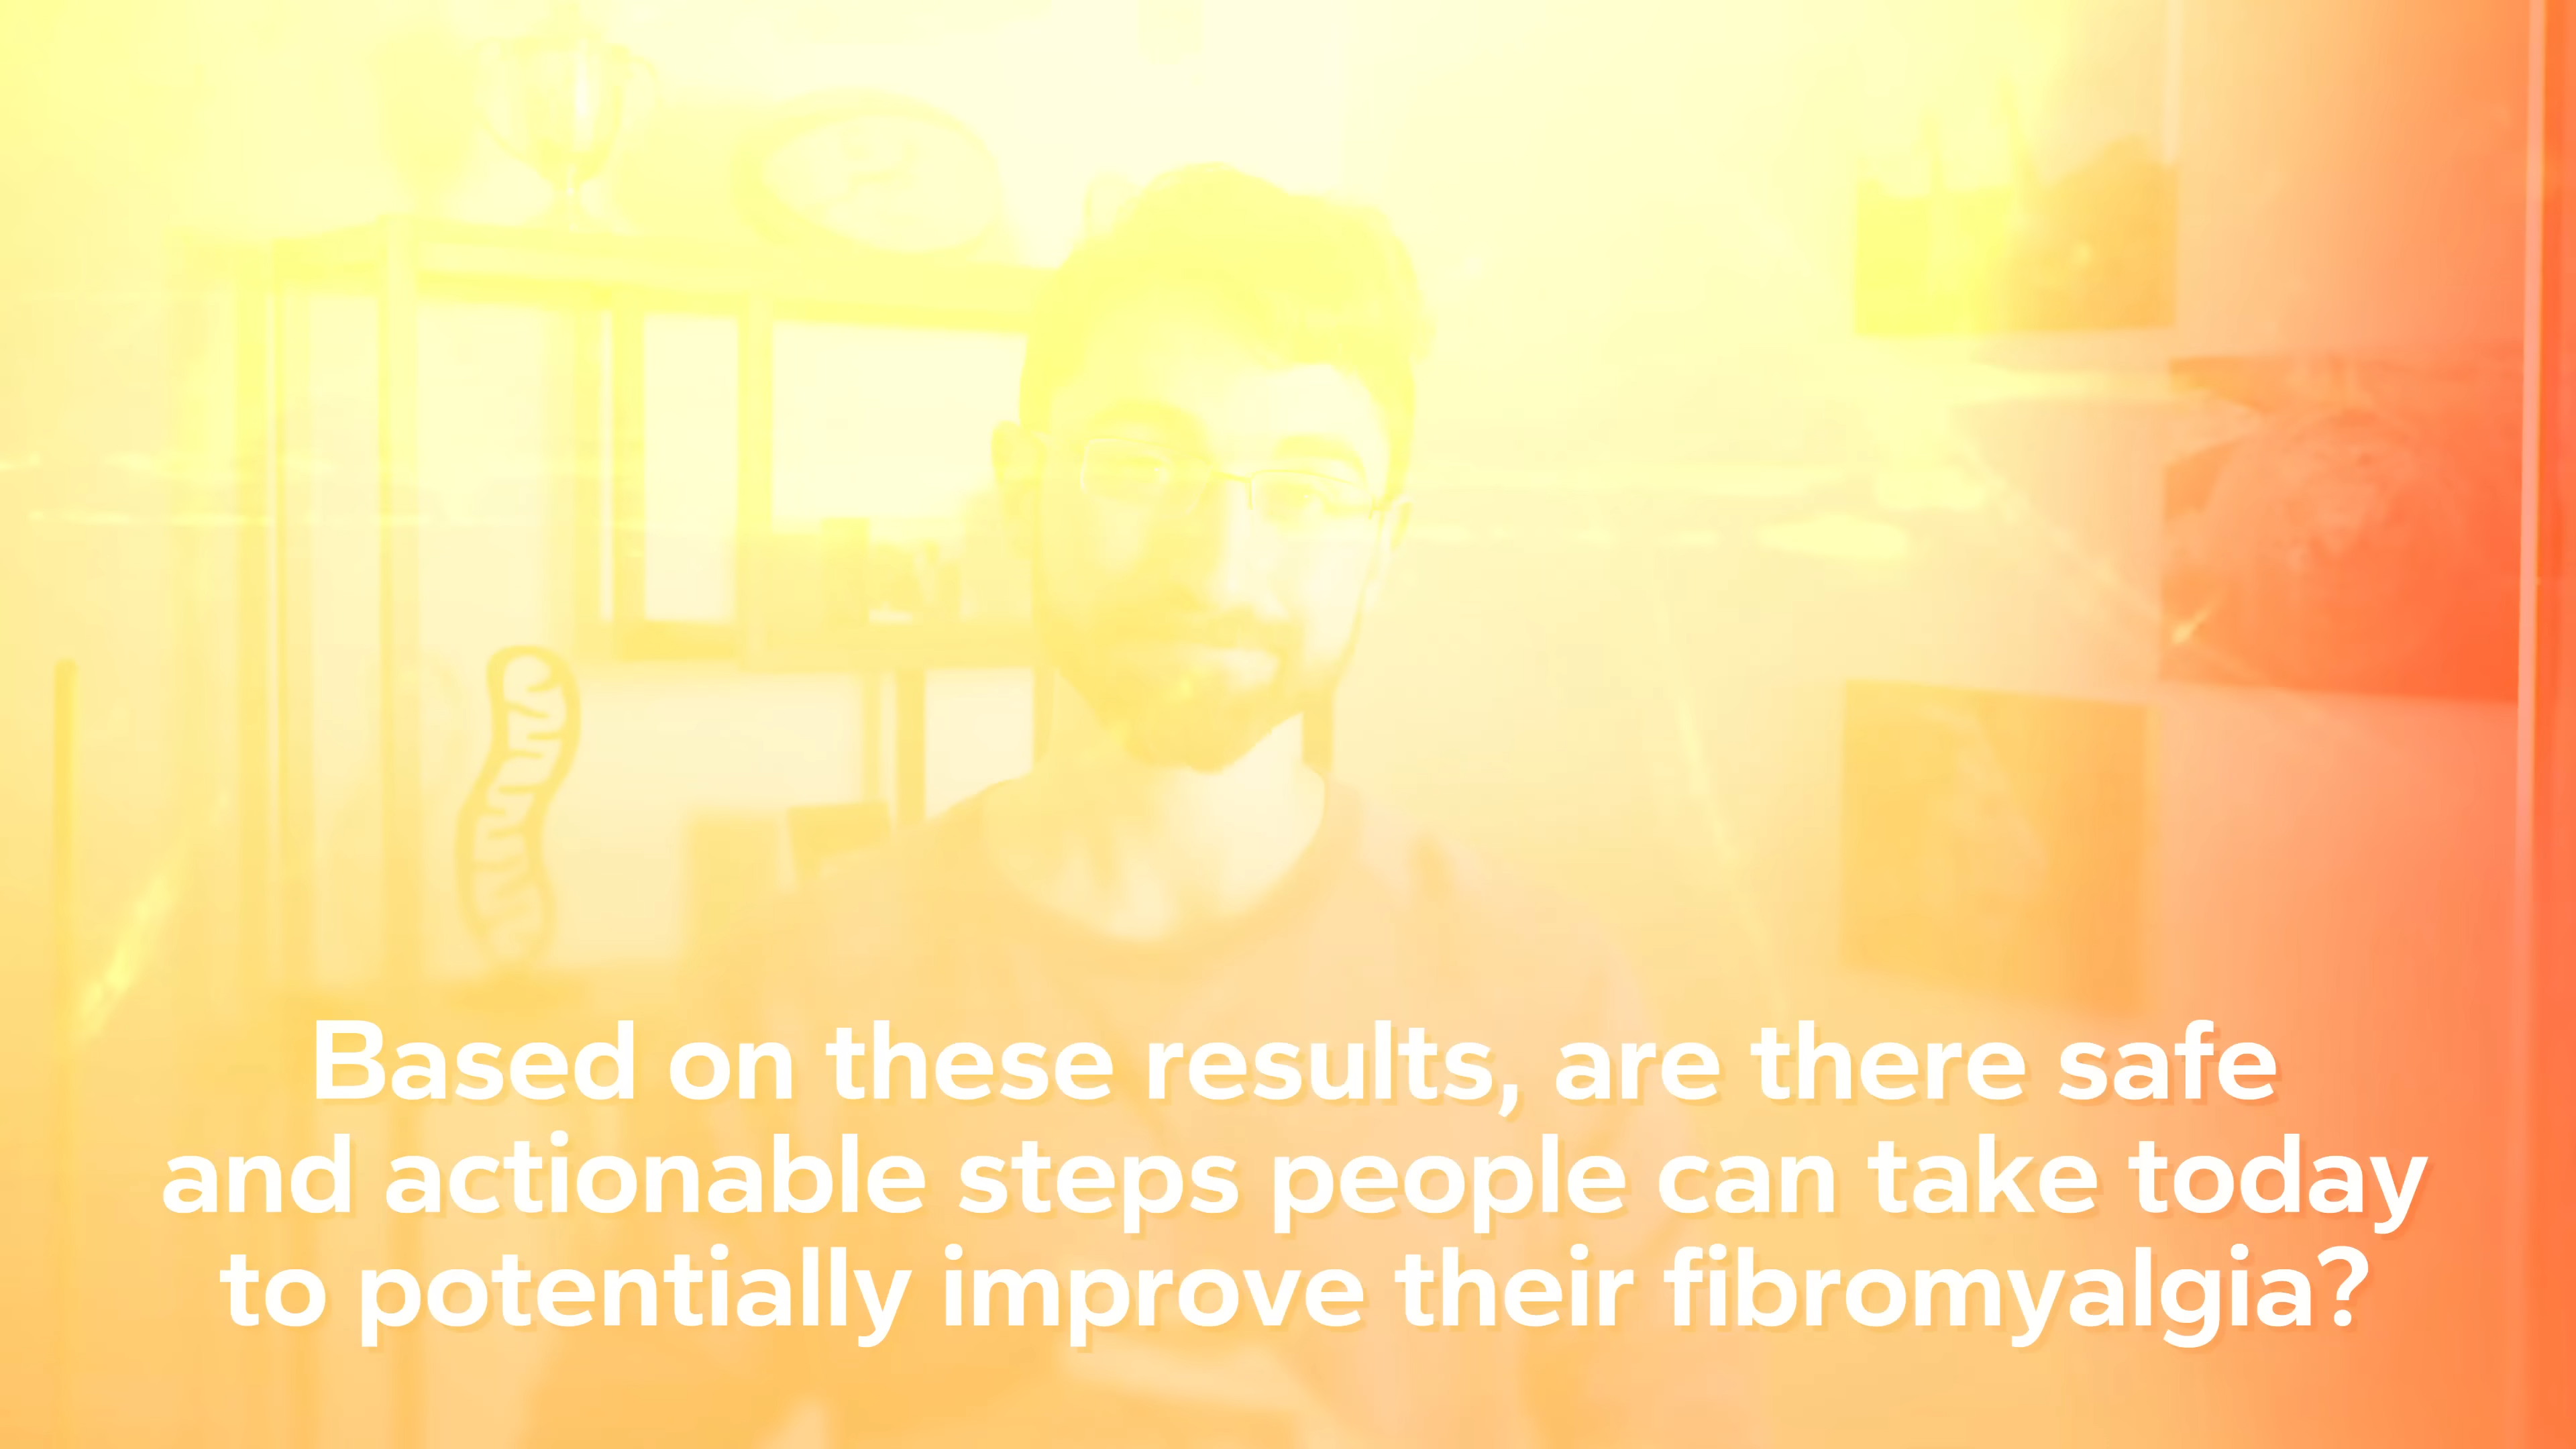 Based on these results, are there safe
and actionable steps people can take today
to potentially improve their fibromyalgia?